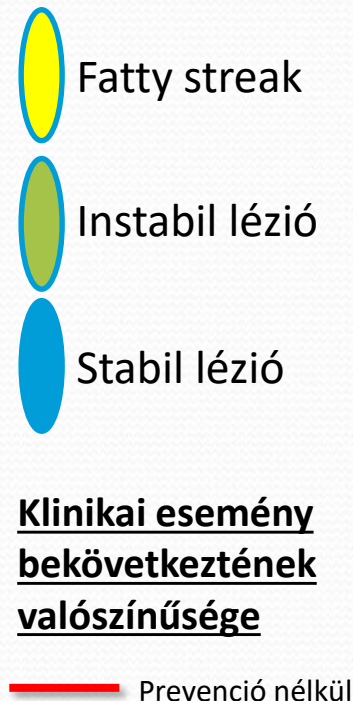 Fatty streak
Instabil lézió
Stabil lézió
Klinikai esemény
bekövetkeztének
valószínűsége
Prevenció nélkül